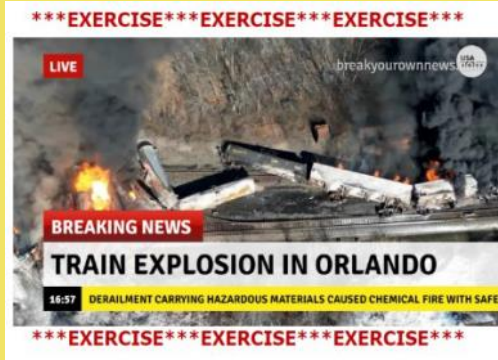 ***EXERCISE***EXERCISE***EXERCISE***
LIVE
breakyourownnews.
USA
BREAKING NEWS
TRAIN EXPLOSION IN ORLANDO
16:57 DERAILMENT CARRYING HAZARDOUS MATERIALS CAUSED CHEMICAL FIRE WITH SAFE
***EXERCISE***EXERCISE***EXERCISE***